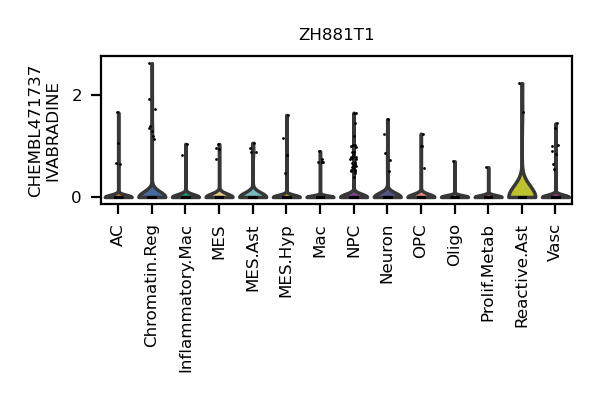 ZH881T1
CHEMBL471737
IVABRADINE
2
0
AC
Chromatin.Reg
Inflammatory.Mac
MES
MES.Ast
MES.Hyp
Mac
NPC
Neuron
OPC
Oligo
Prolif.Metab
Reactive.Ast
Vasc